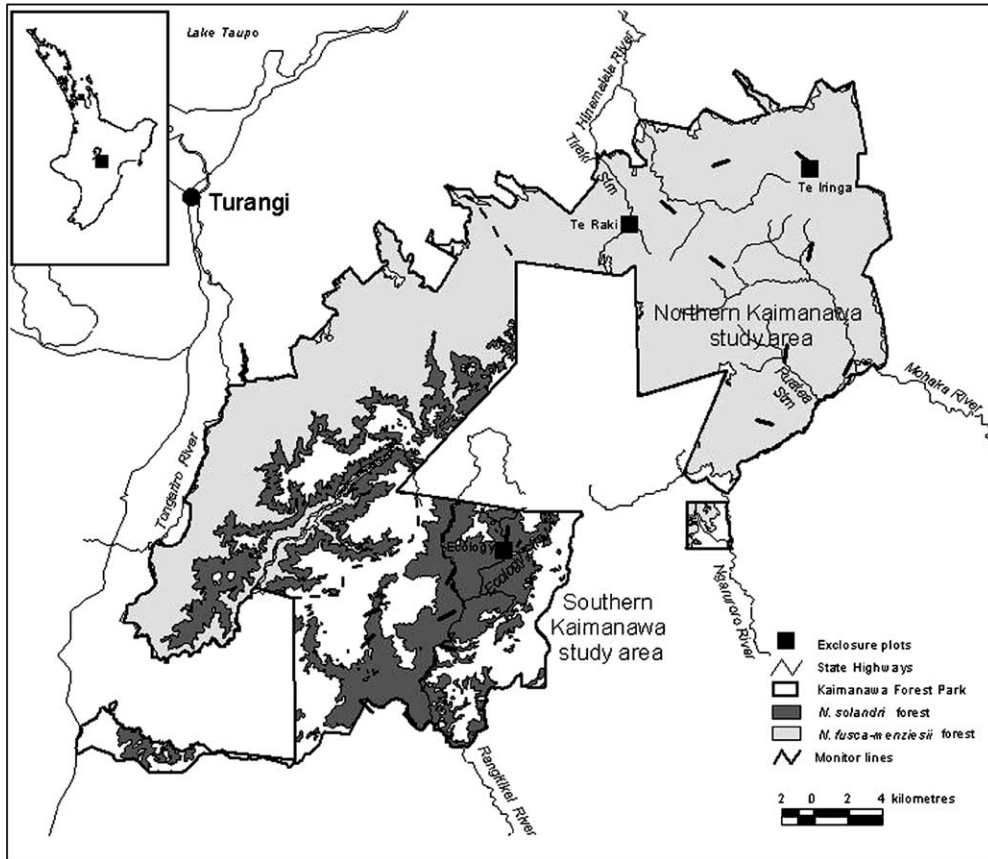 Lake Taupo
Hinemaiaia River
Tiraki Stm
Te Iringa
Turangi
Te Raki
Northern Kaimanawa
study area
Mohaka River
Ruatea
Stm
Tongariro River
Ecology
Ecology
Southern
Kaimanawa
study area
Ngaruroro River
Rangitikei River
Exclosure plots
State Highways
Kaimanawa Forest Park
N. solandri forest
N. fusca-menziesii forest
Monitor lines
2 0 2 4 kilometres